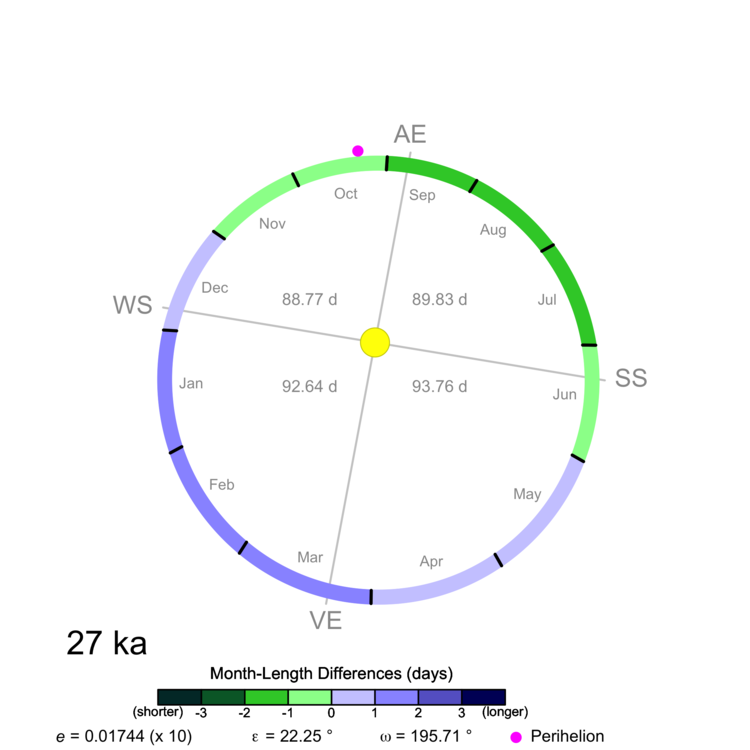 AE
Oct
Sep
Nov
Aug
Dec
88.77 d
89.83 d
Jul
WS
SS
Jan
92.64 d
93.76 d
Jun
Feb
May
Mar
Apr
VE
27 ka
Month-Length Differences (days)
(shorter) -3 -2 -1 0 1 2 3 (longer)
e = 0.01744 (x 10) ε = 22.25 ° ω = 195.71 ° Perihelion